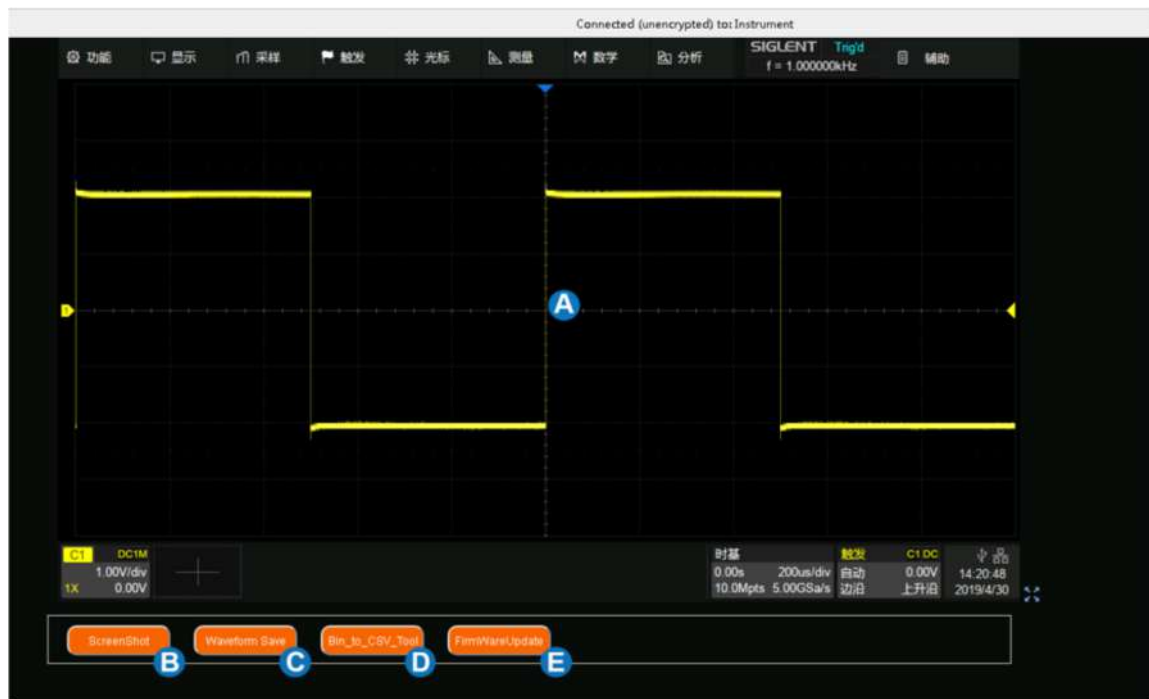 Connected (unencrypted) to: Instrument
功能 显示 采样 触发 光标 测量 数学 分析 SIGLENT Trig'd 辅助
f = 1.000000kHz
A
1
C1 DC1M
1.00V/div
1X 0.00V
时基
0.00s 200us/div
10.0Mpts 5.00GSa/s
触发 C1 DC
自动 0.00V
边沿 上升沿
14:20:48
2019/4/30
ScreenShot Waveform Save Bin_to_CSV_Tool FirmWareUpdate
B C D E